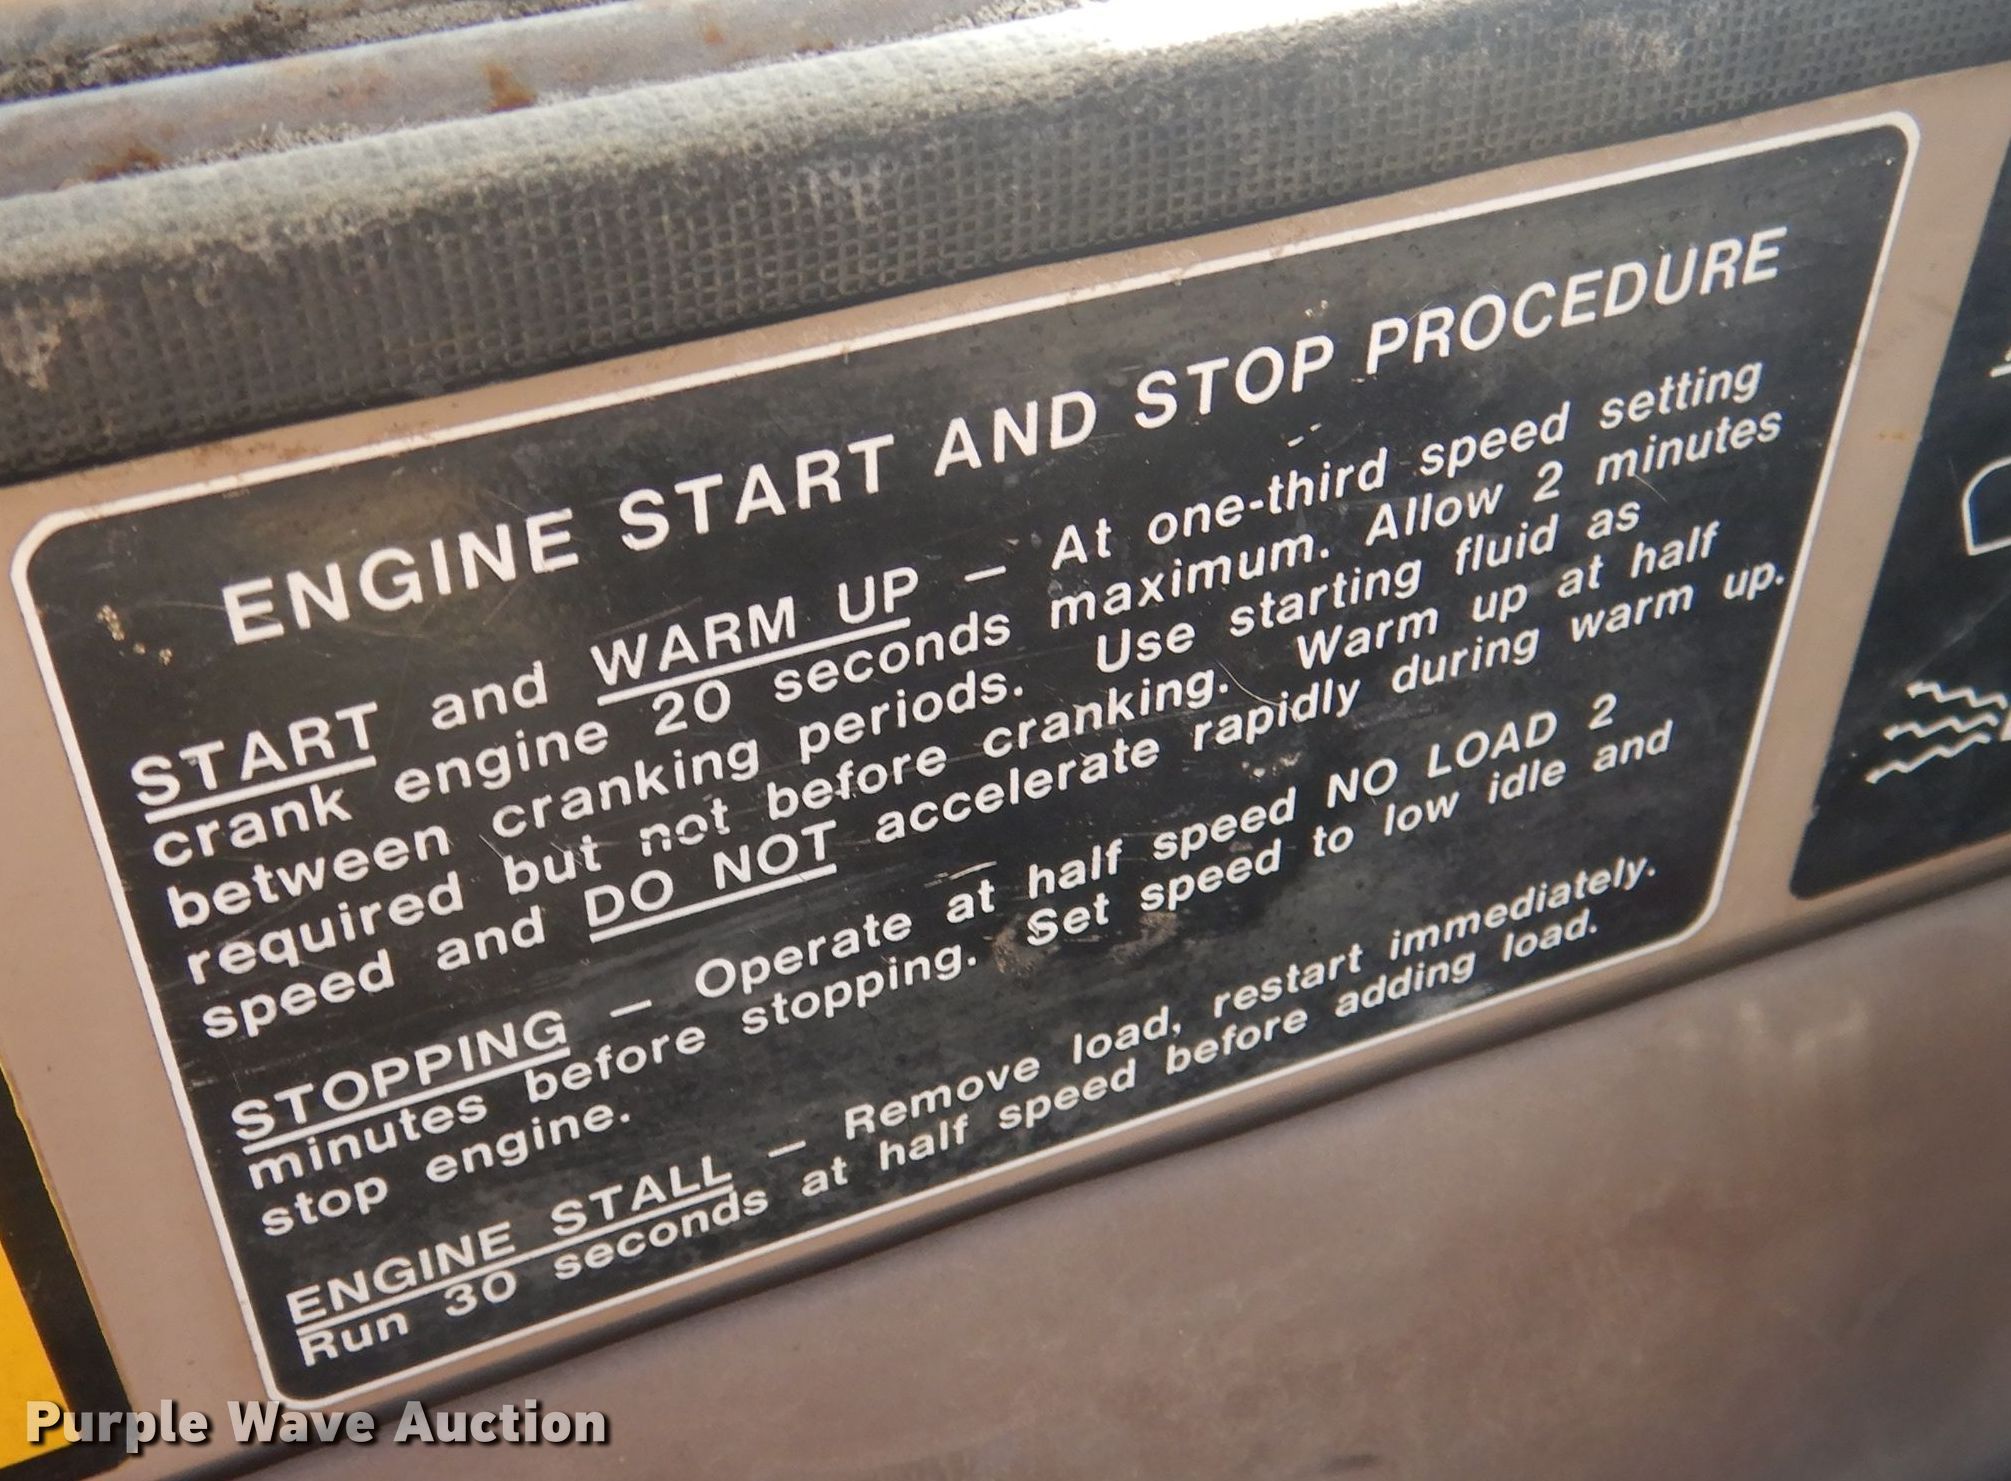 ENGINE START AND STOP PROCEDURE
START and WARM UP – At one-third speed setting
crank engine 20 seconds maximum. Allow 2 minutes
between cranking periods. Use starting fluid as
required but not before cranking. Warm up at half
speed and DO NOT accelerate rapidly during warm up.
STOPPING – Operate at half speed NO LOAD 2
minutes before stopping. Set speed to low idle and
stop engine.
ENGINE STALL – Remove load, restart immediately.
Run 30 seconds at half speed before adding load.
Purple Wave Auction